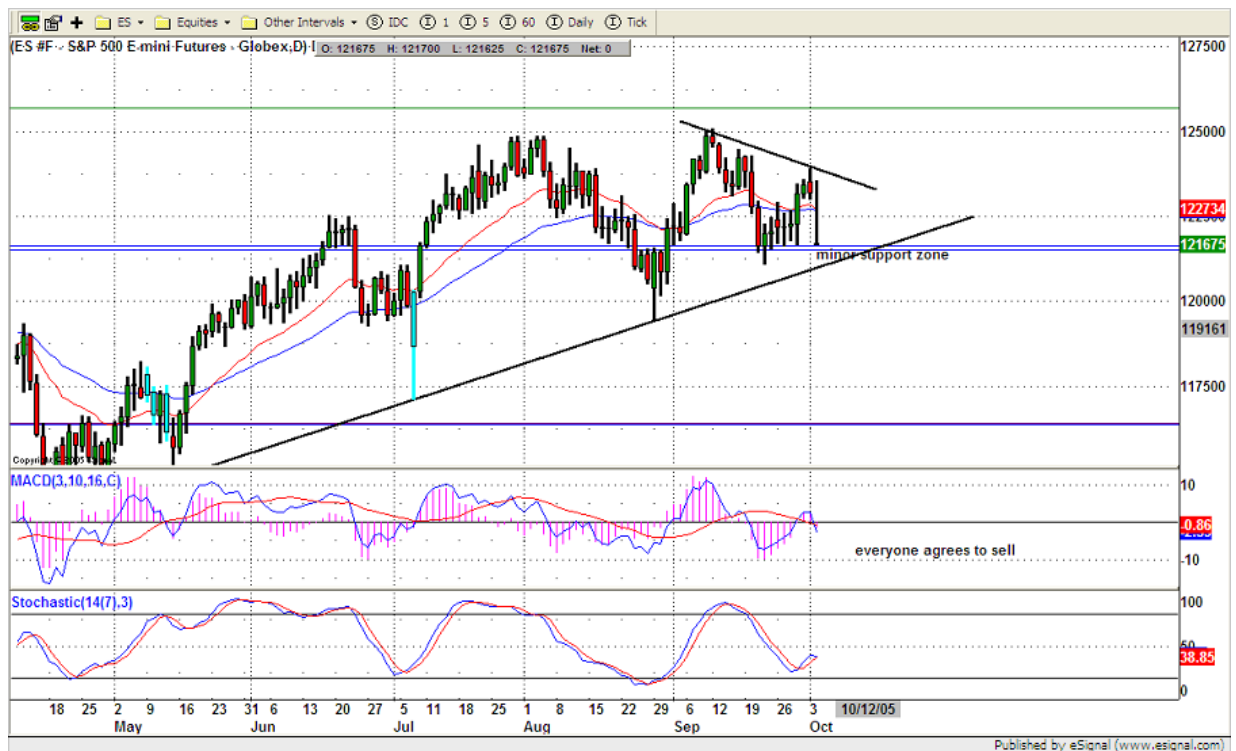 ES Equities Other Intervals IDC 1 5 60 Daily Tick
(ES #F - S&P 500 E-mini Futures - Globex,D) O: 121675 H: 121700 L: 121625 C: 121675 Net: 0
127500
125000
122734
121675
minor support zone
120000
119161
117500
MACD(3,10,16,C)
10
-0.86
everyone agrees to sell
-10
Stochastic(14(7),3)
100
38.85
0
18 25 2 9 16 23 31 6 13 20 27 5 11 18 25 1 8 15 22 29 6 12 19 26 3 10/12/05
May Jun Jul Aug Sep Oct
Published by eSignal (www.esignal.com)